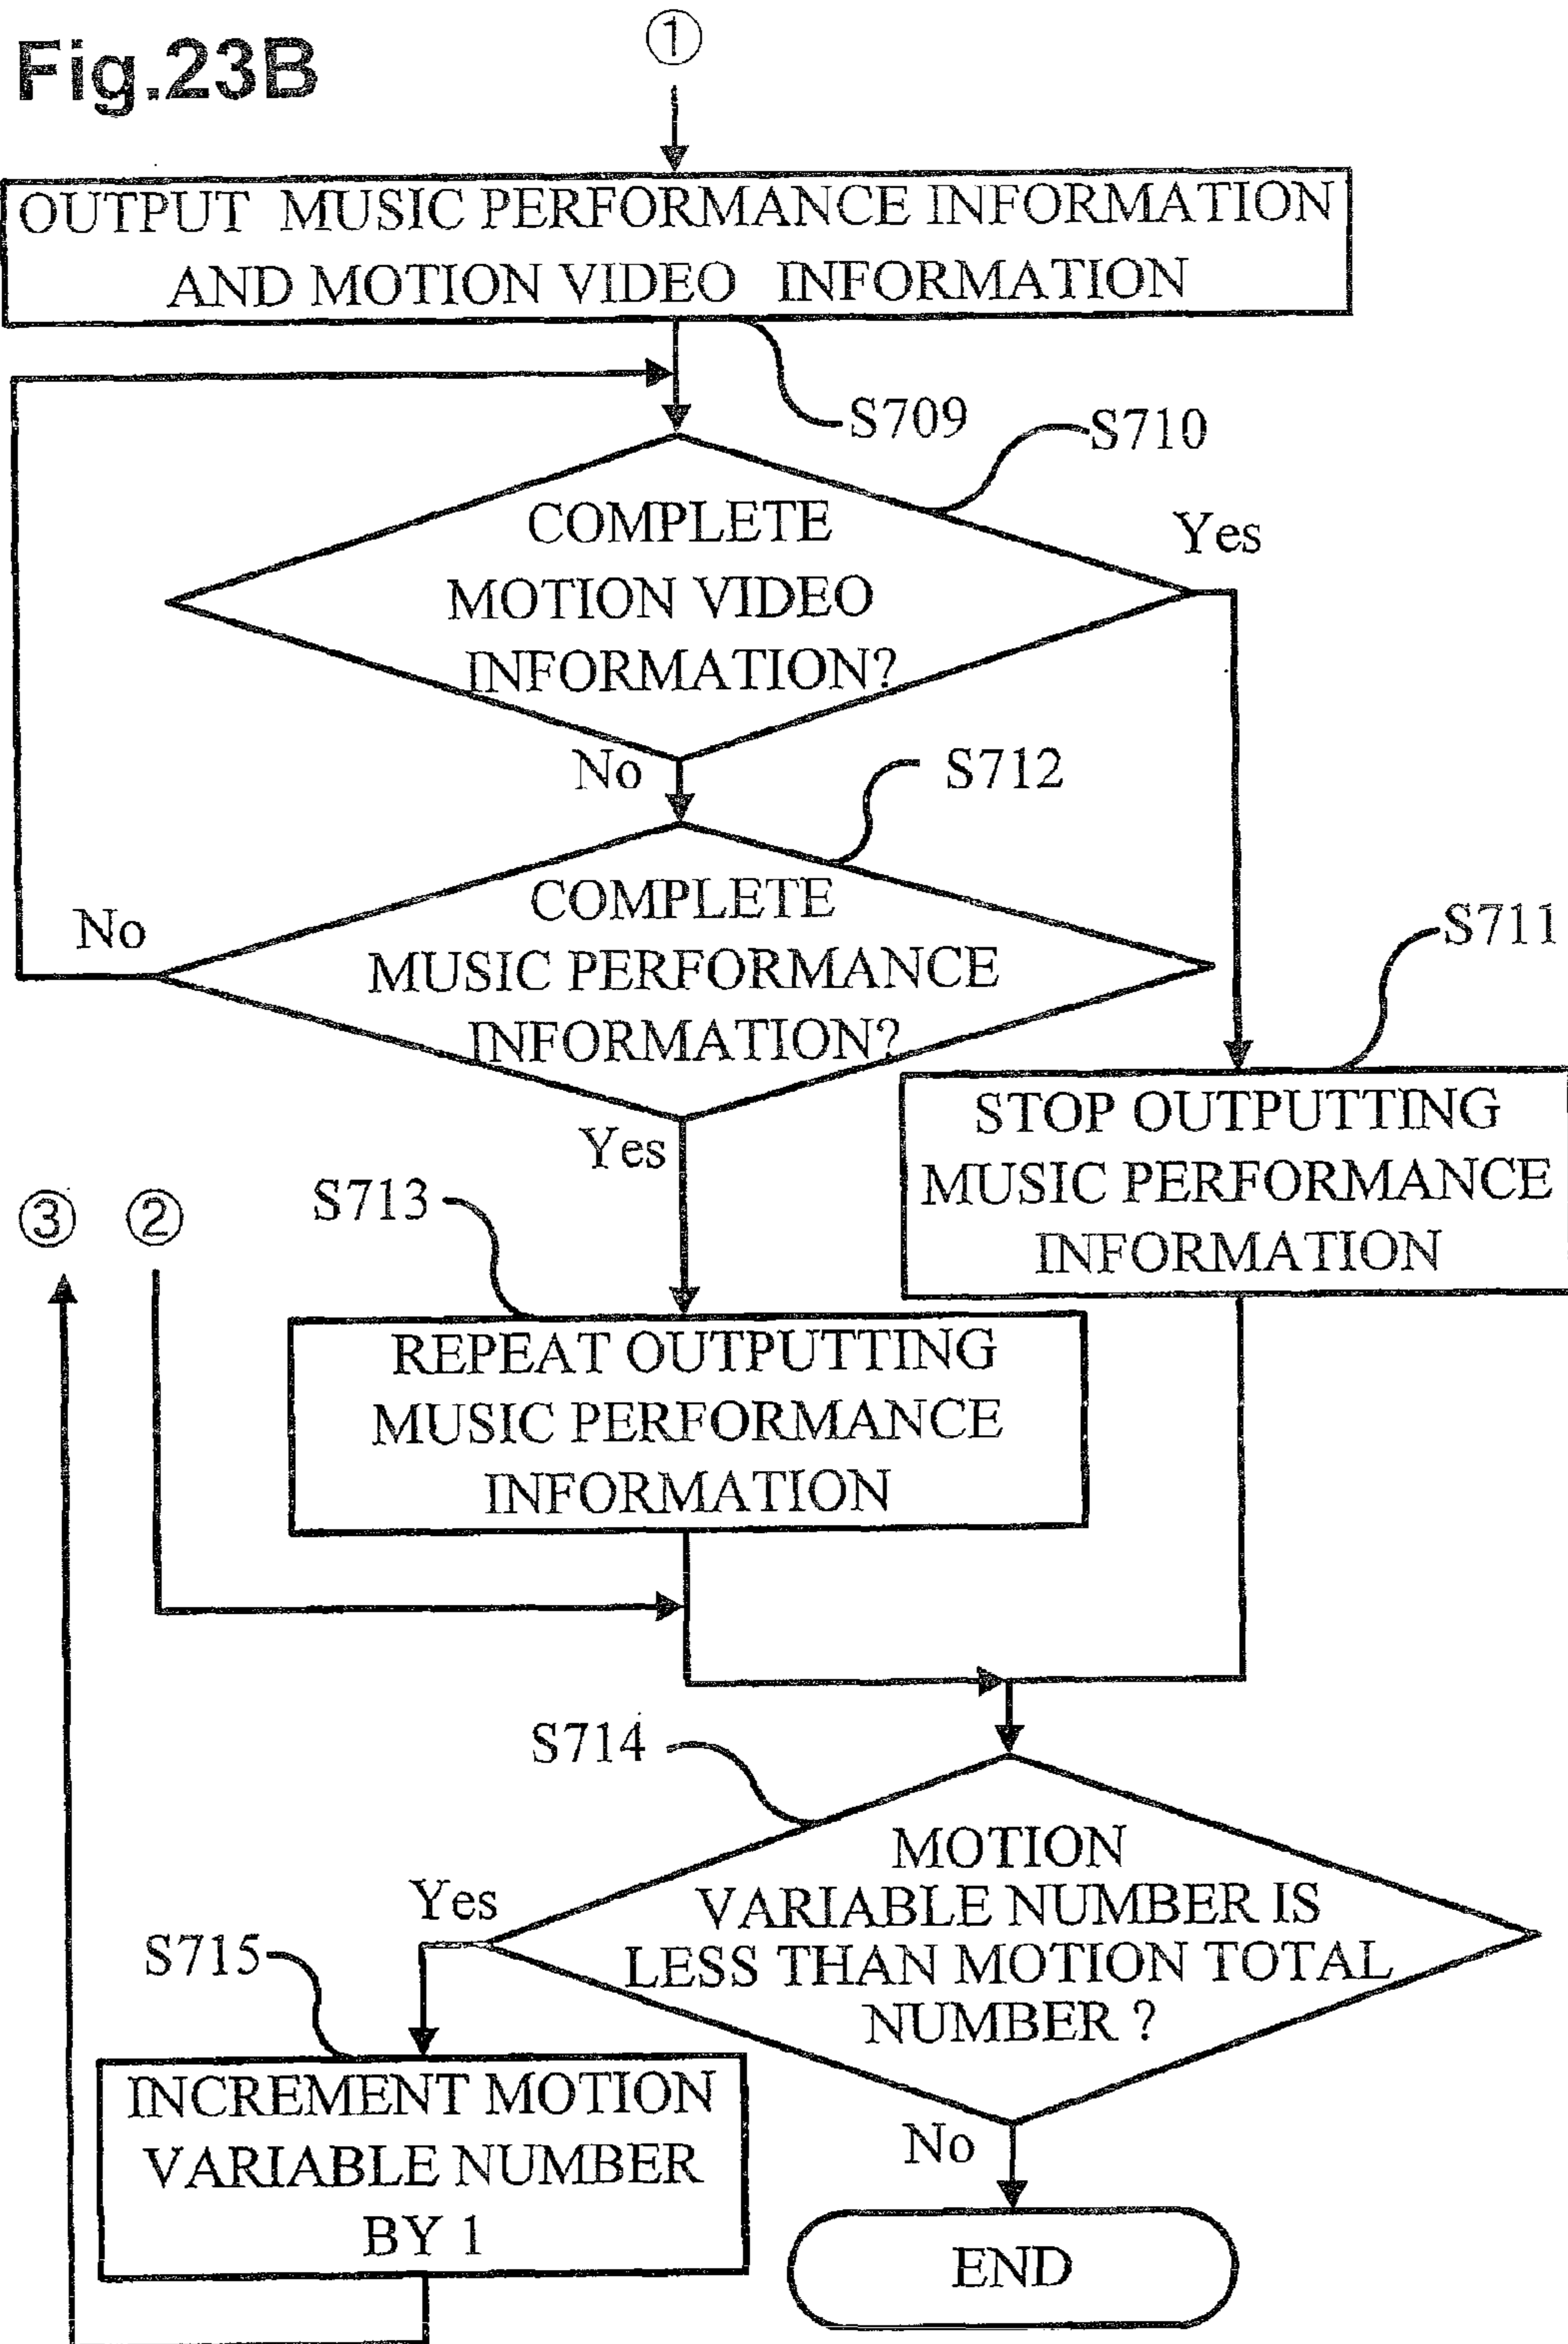 Fig.23B
①
OUTPUT MUSIC PERFORMANCE INFORMATION
AND MOTION VIDEO INFORMATION
S709
S710
COMPLETE
MOTION VIDEO
INFORMATION?
Yes
No
S712
COMPLETE
MUSIC PERFORMANCE
INFORMATION?
No
Yes
S711
STOP OUTPUTTING
MUSIC PERFORMANCE
INFORMATION
③ ②
S713
REPEAT OUTPUTTING
MUSIC PERFORMANCE
INFORMATION
S714
MOTION
VARIABLE NUMBER IS
LESS THAN MOTION TOTAL
NUMBER ?
Yes
S715
INCREMENT MOTION
VARIABLE NUMBER
BY 1
No
END